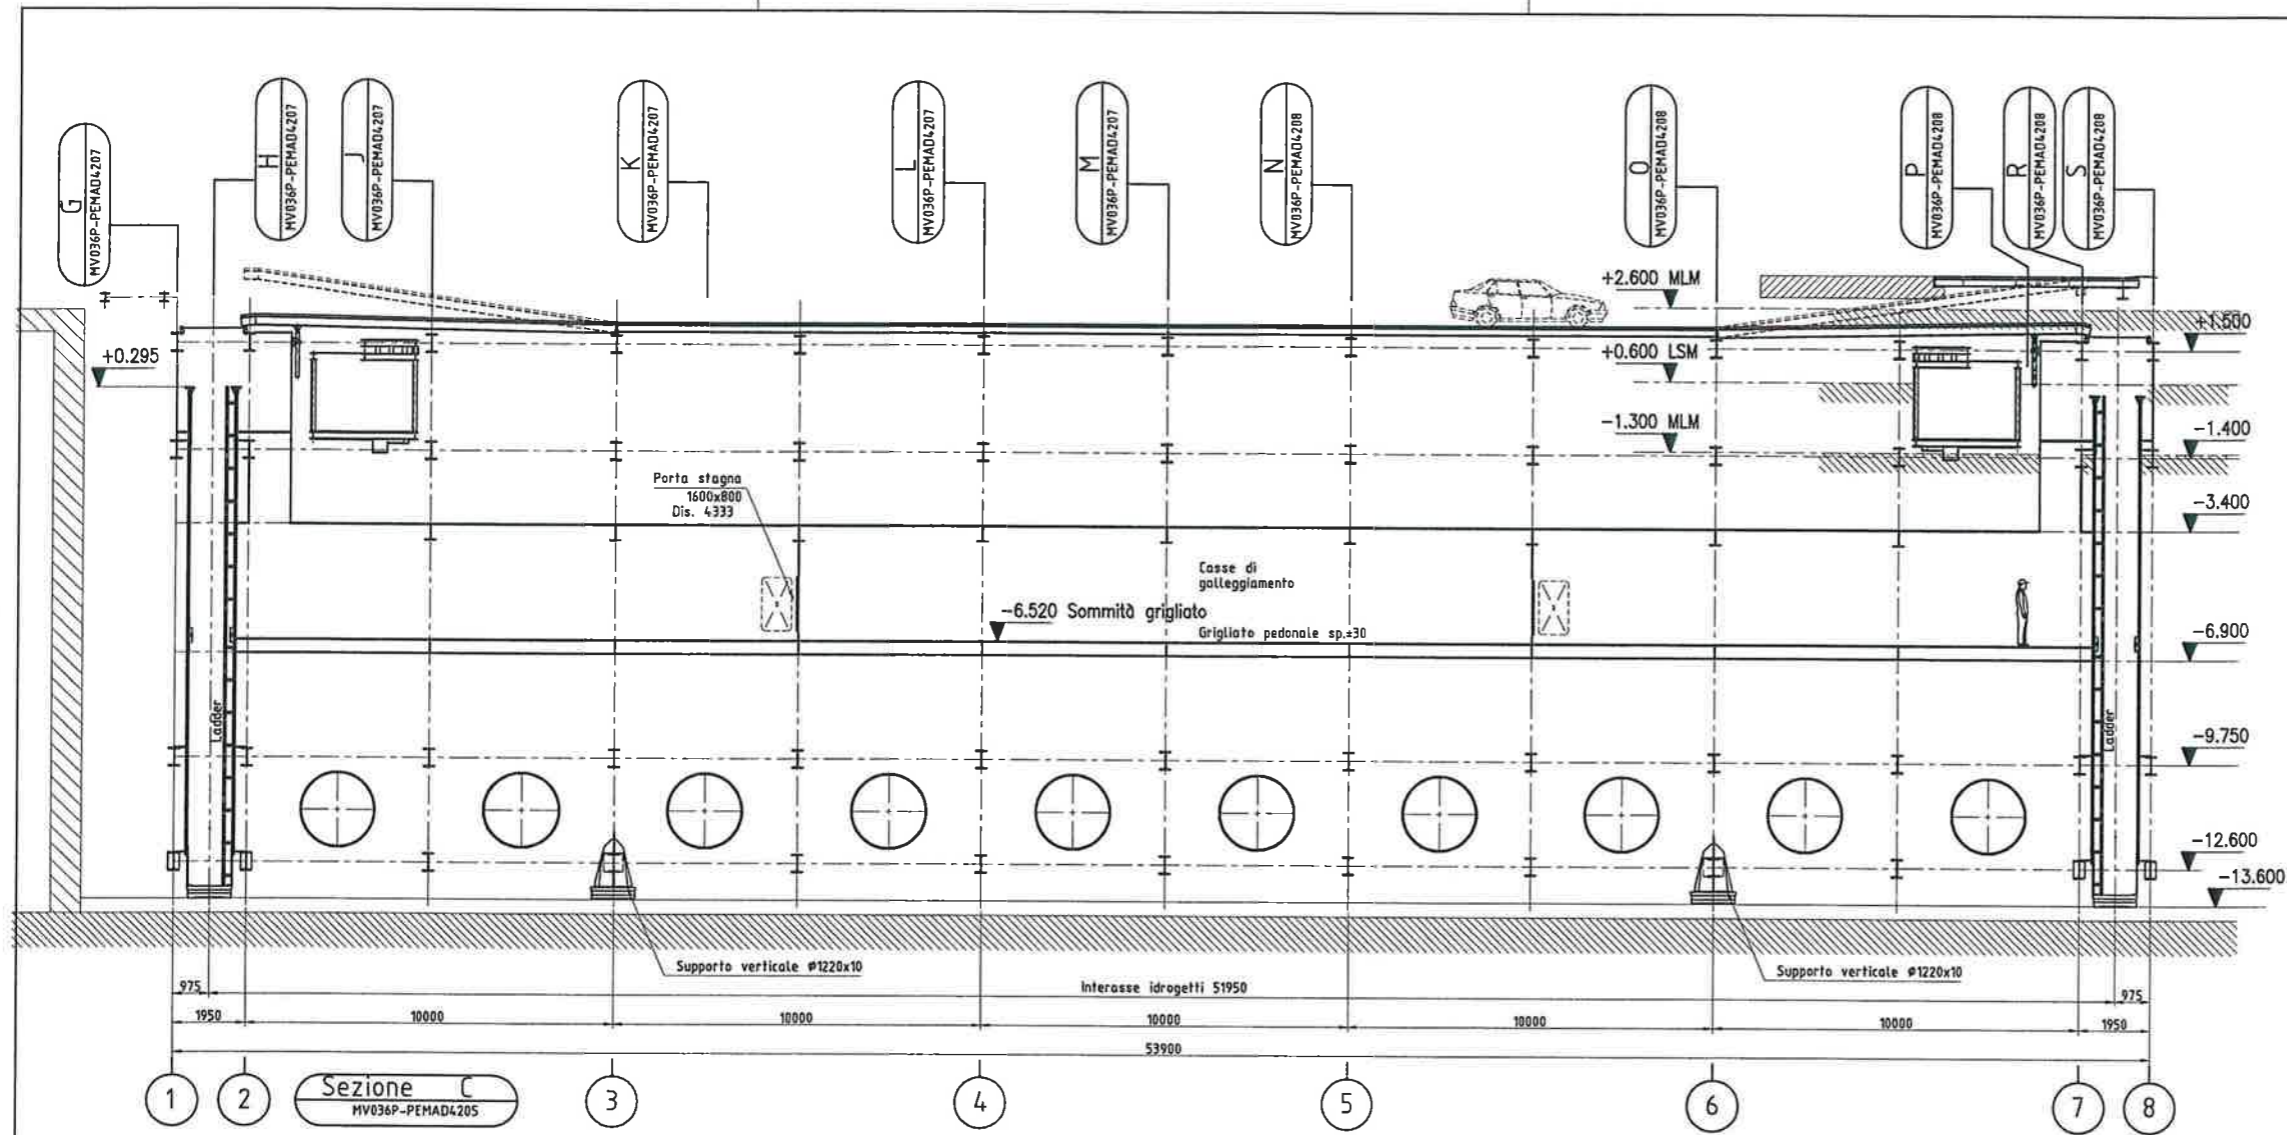 G
MV036P-PEMAD4207
H
MV036P-PEMAD4207
J
MV036P-PEMAD4207
K
MV036P-PEMAD4207
L
MV036P-PEMAD4207
M
MV036P-PEMAD4207
N
MV036P-PEMAD4208
O
MV036P-PEMAD4208
P
MV036P-PEMAD4208
R
MV036P-PEMAD4208
S
MV036P-PEMAD4208
+2.600 MLM
+1.500
+0.295
+0.600 LSM
-1.300 MLM
-1.400
Porta stagna
1600x800
Dis. 4333
-3.400
Casse di
galleggiamento
-6.520 Sommità grigliato
Grigliato pedonale sp.±30
-6.900
Ladder
Ladder
-9.750
-12.600
-13.600
Supporto verticale ø1220x10
Supporto verticale ø1220x10
975
Interasse idrogetti 51950
975
1950
10000
10000
10000
10000
10000
1950
53900
1
2
Sezione C
MV036P-PEMAD4205
3
4
5
6
7
8